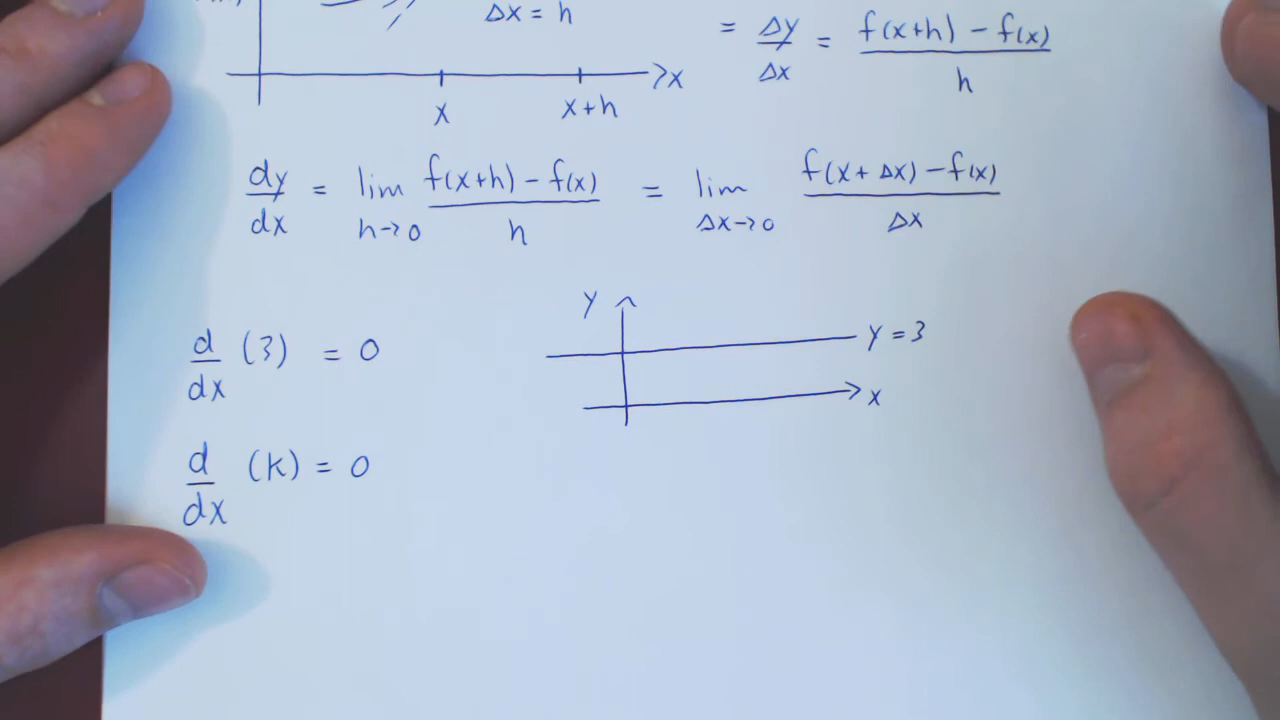 Δx = h
= Δy/Δx = f(x+h) - f(x)/h
x
x x+h
dy/dx = lim h→0 f(x+h) - f(x)/h = lim Δx→0 f(x + Δx) - f(x)/Δx
y
d/dx (3) = 0
y = 3
x
d/dx (k) = 0